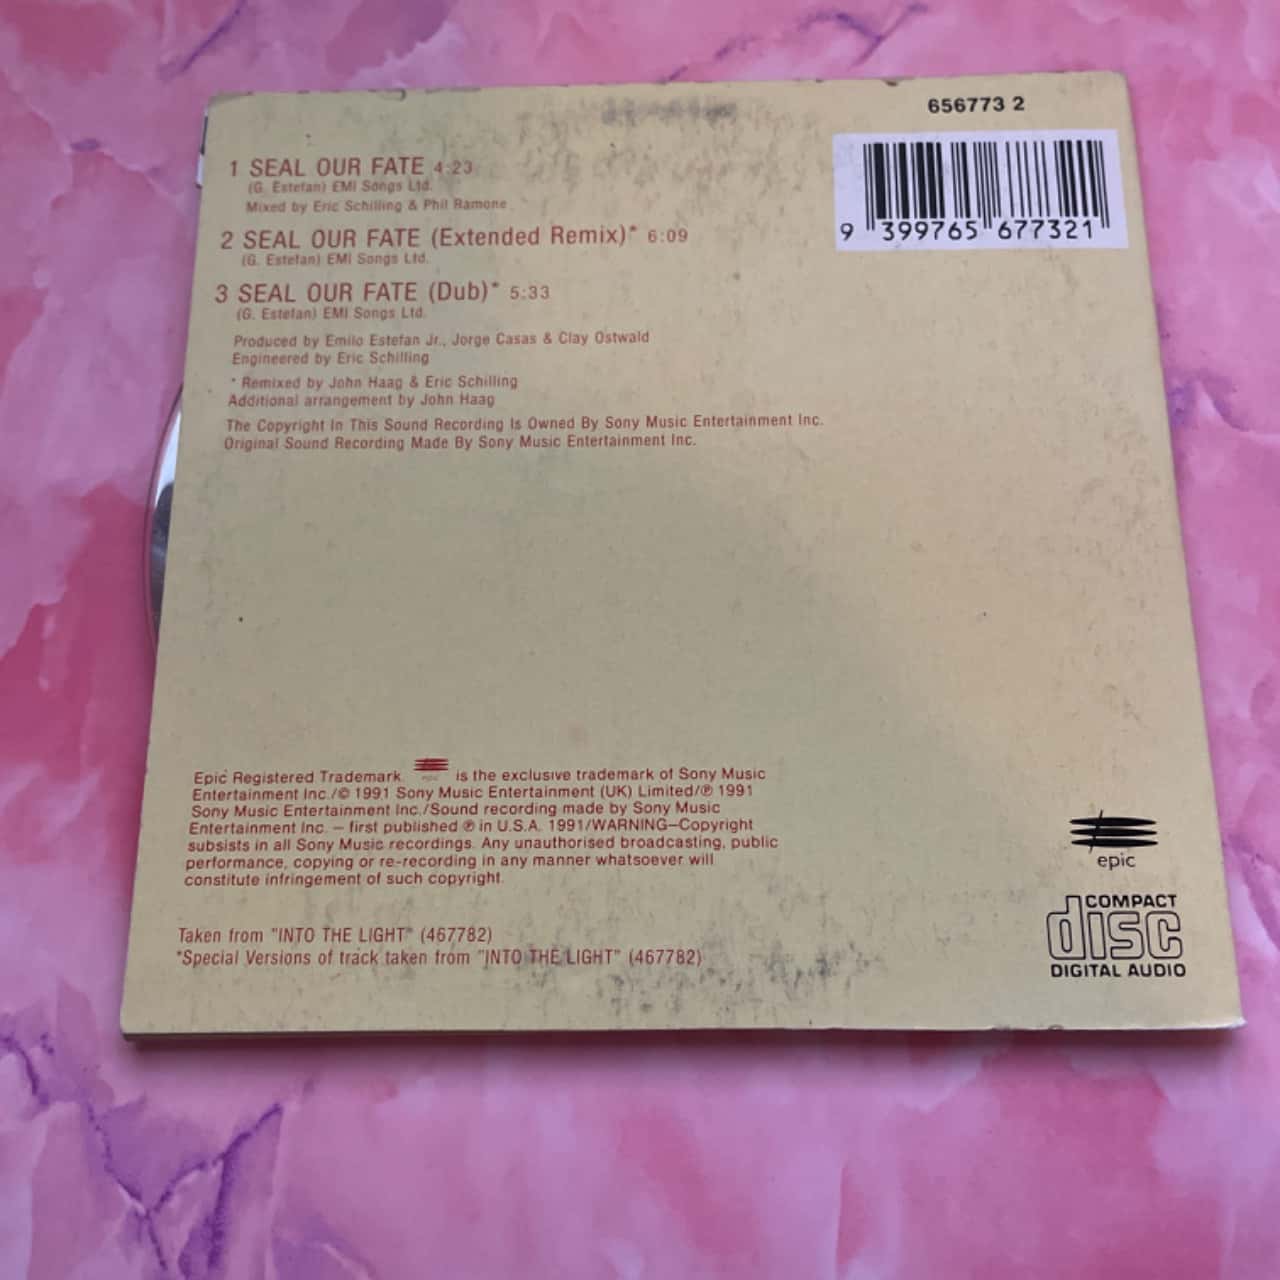 656773 2
9 399765 677321
1 SEAL OUR FATE 4:23
(G. Estefan) EMI Songs Ltd.
Mixed by Eric Schilling & Phil Ramone
2 SEAL OUR FATE (Extended Remix)* 6:09
(G. Estefan) EMI Songs Ltd.
3 SEAL OUR FATE (Dub)* 5:33
(G. Estefan) EMI Songs Ltd.
Produced by Emilo Estefan Jr., Jorge Casas & Clay Ostwald
Engineered by Eric Schilling
* Remixed by John Haag & Eric Schilling
Additional arrangement by John Haag
The Copyright In This Sound Recording Is Owned By Sony Music Entertainment Inc.
Original Sound Recording Made By Sony Music Entertainment Inc.
Epic Registered Trademark. epic is the exclusive trademark of Sony Music
Entertainment Inc./© 1991 Sony Music Entertainment (UK) Limited/℗ 1991
Sony Music Entertainment Inc./Sound recording made by Sony Music
Entertainment Inc. – first published ℗ in U.S.A. 1991/WARNING–Copyright
subsists in all Sony Music recordings. Any unauthorised broadcasting, public
performance, copying or re-recording in any manner whatsoever will
constitute infringement of such copyright.
Taken from "INTO THE LIGHT" (467782)
*Special Versions of track taken from "INTO THE LIGHT" (467782)
epic
COMPACT
disc
DIGITAL AUDIO